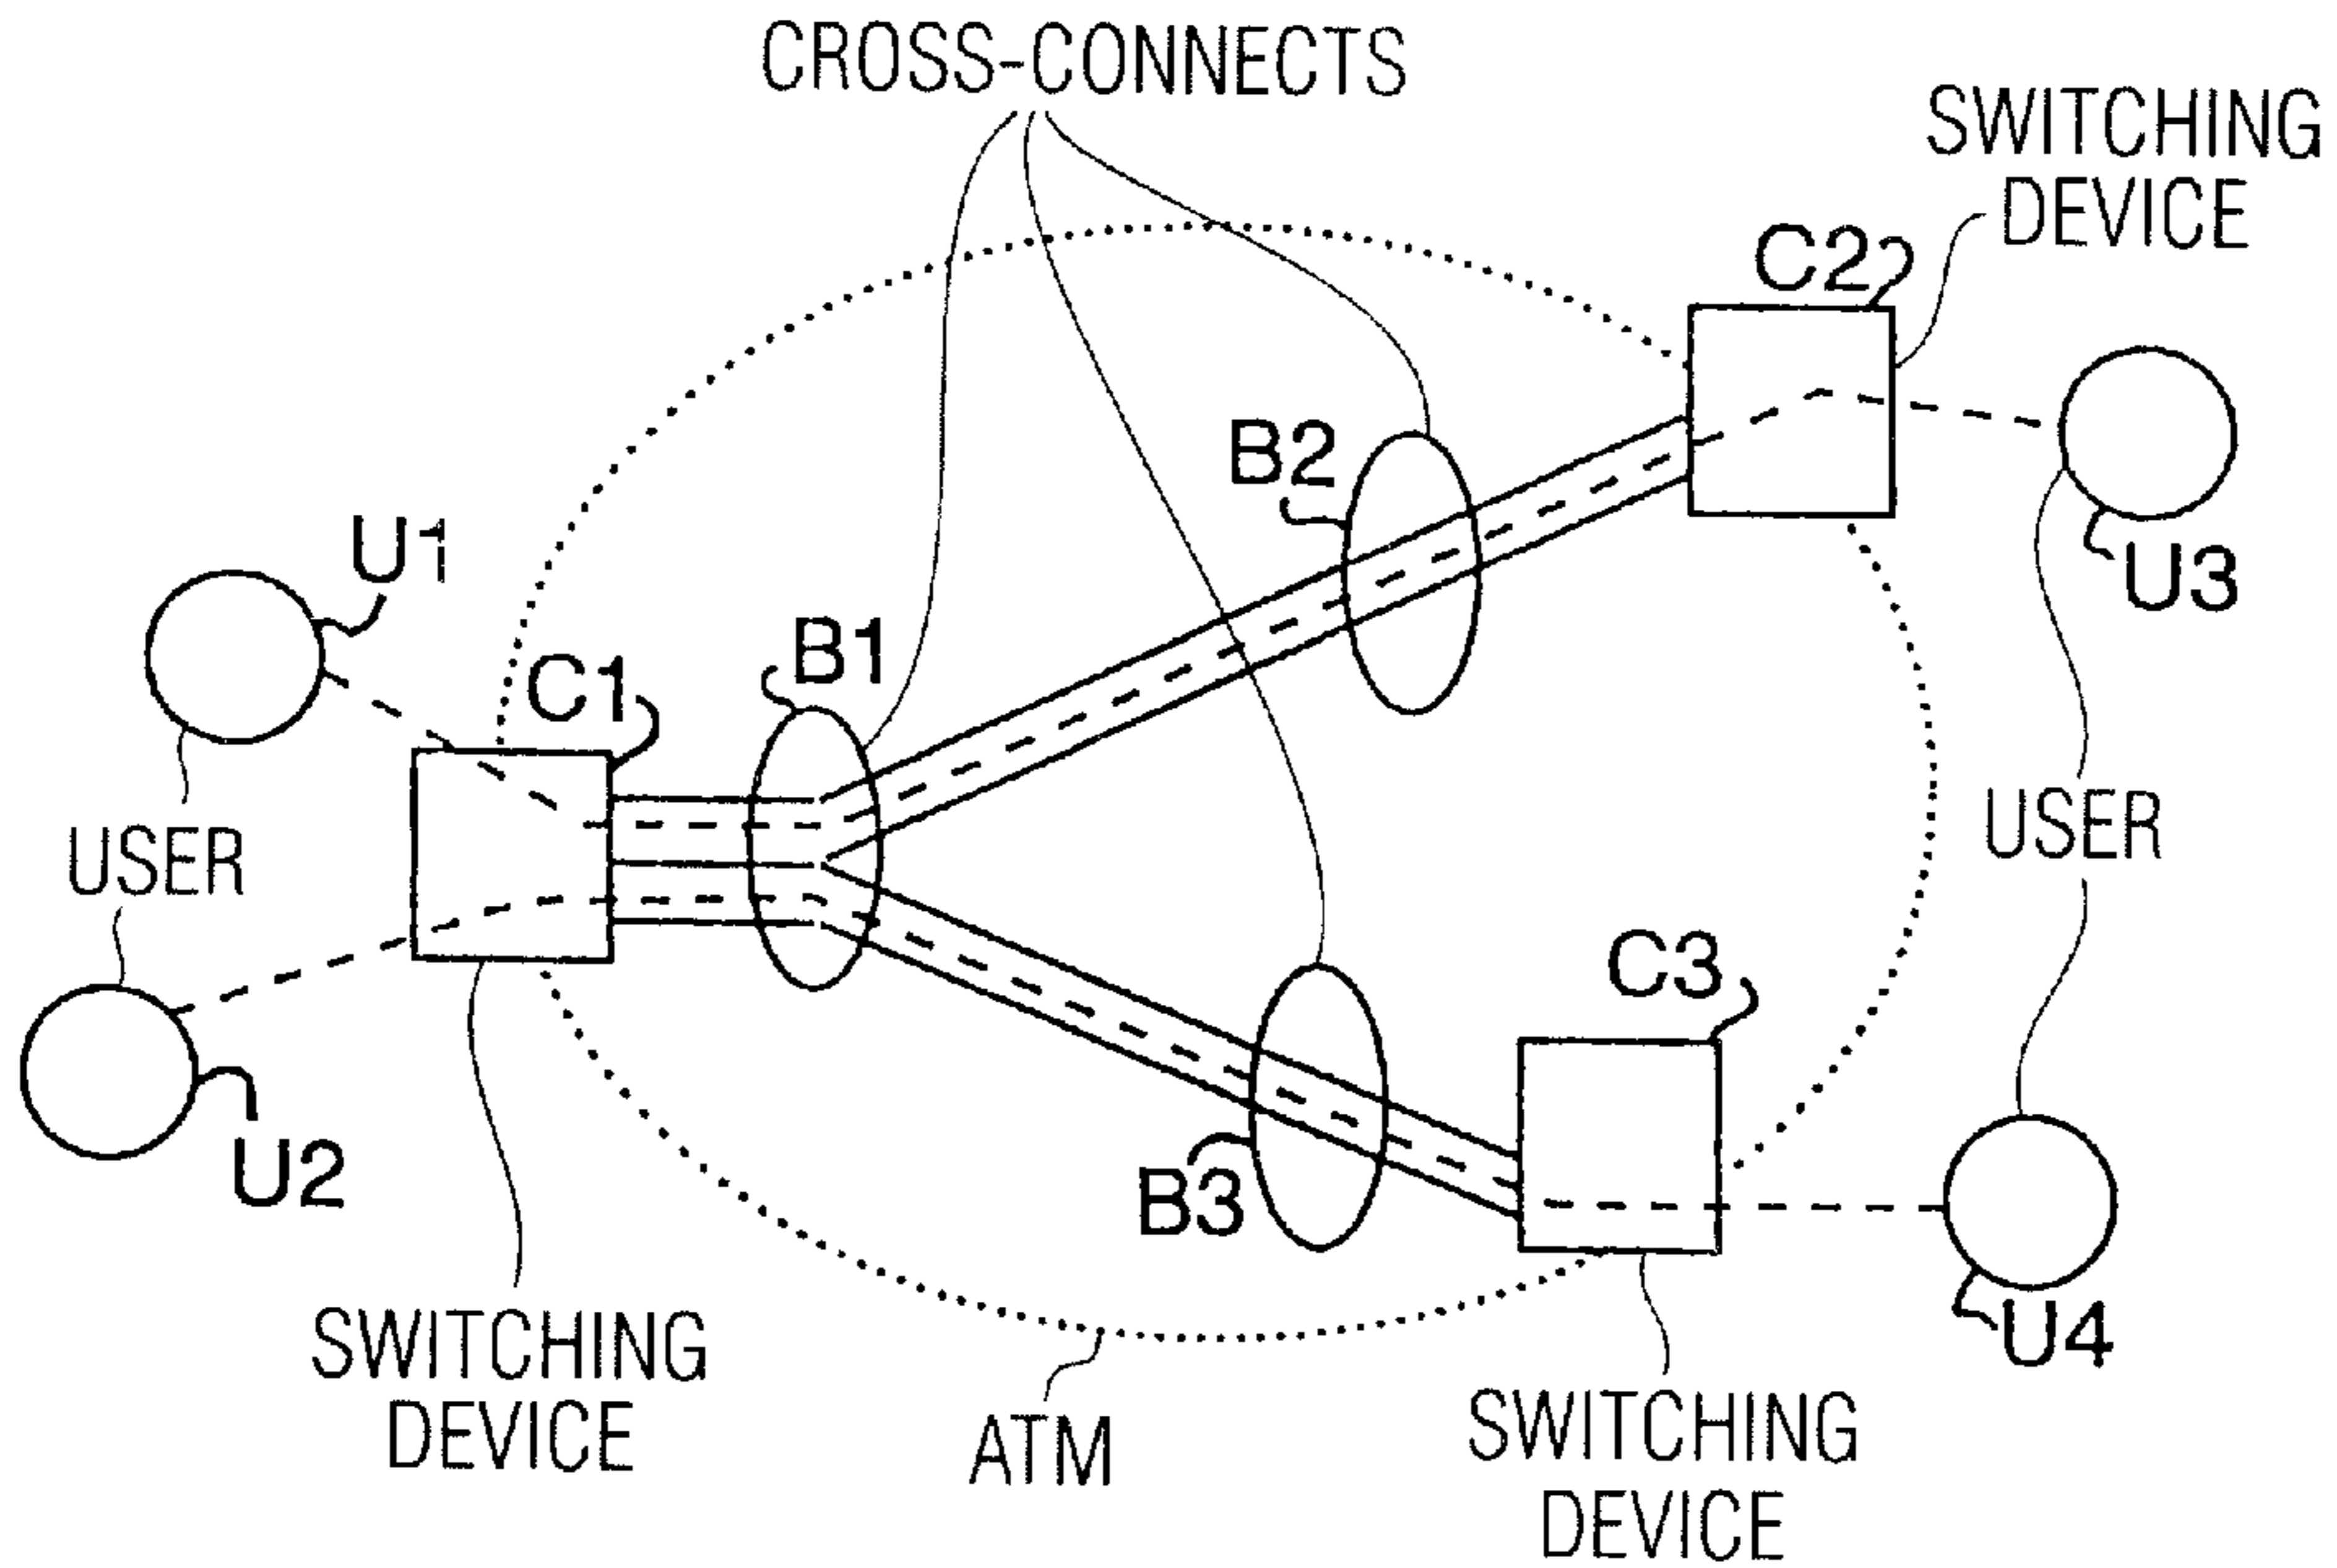 CROSS-CONNECTS
SWITCHING
DEVICE
C2
B2
U1
U3
B1
C1
USER
USER
C3
U2
B3
U4
SWITCHING
DEVICE
ATM
SWITCHING
DEVICE